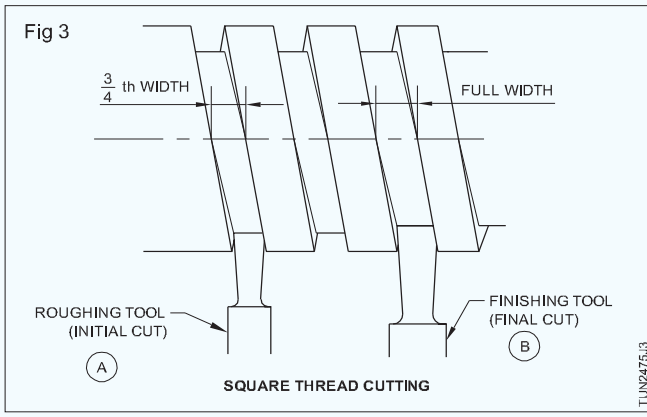 Fig 3
3/4 th WIDTH
FULL WIDTH
ROUGHING TOOL
(INITIAL CUT)
A
FINISHING TOOL
(FINAL CUT)
B
SQUARE THREAD CUTTING
TUN2475J3